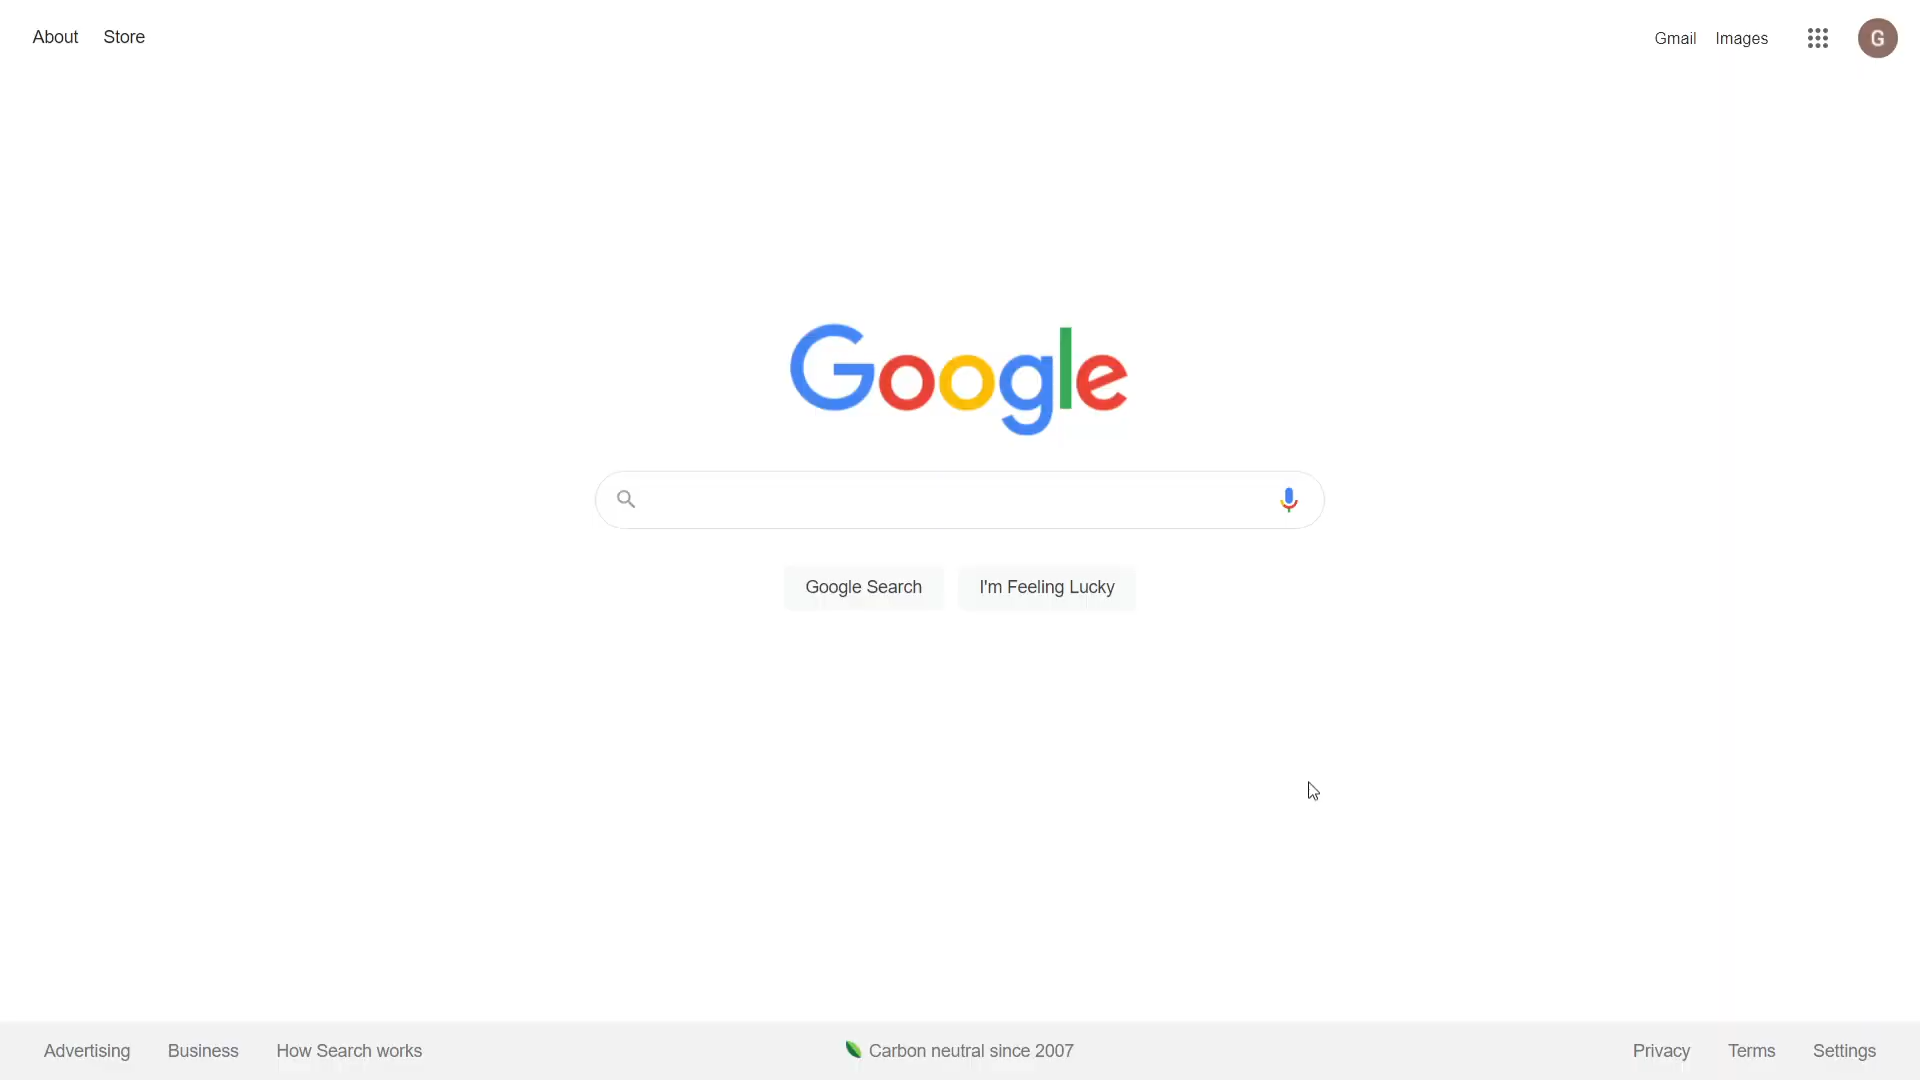 About Store Gmail Images G
Google
Google Search I'm Feeling Lucky
Advertising Business How Search works Carbon neutral since 2007 Privacy Terms Settings